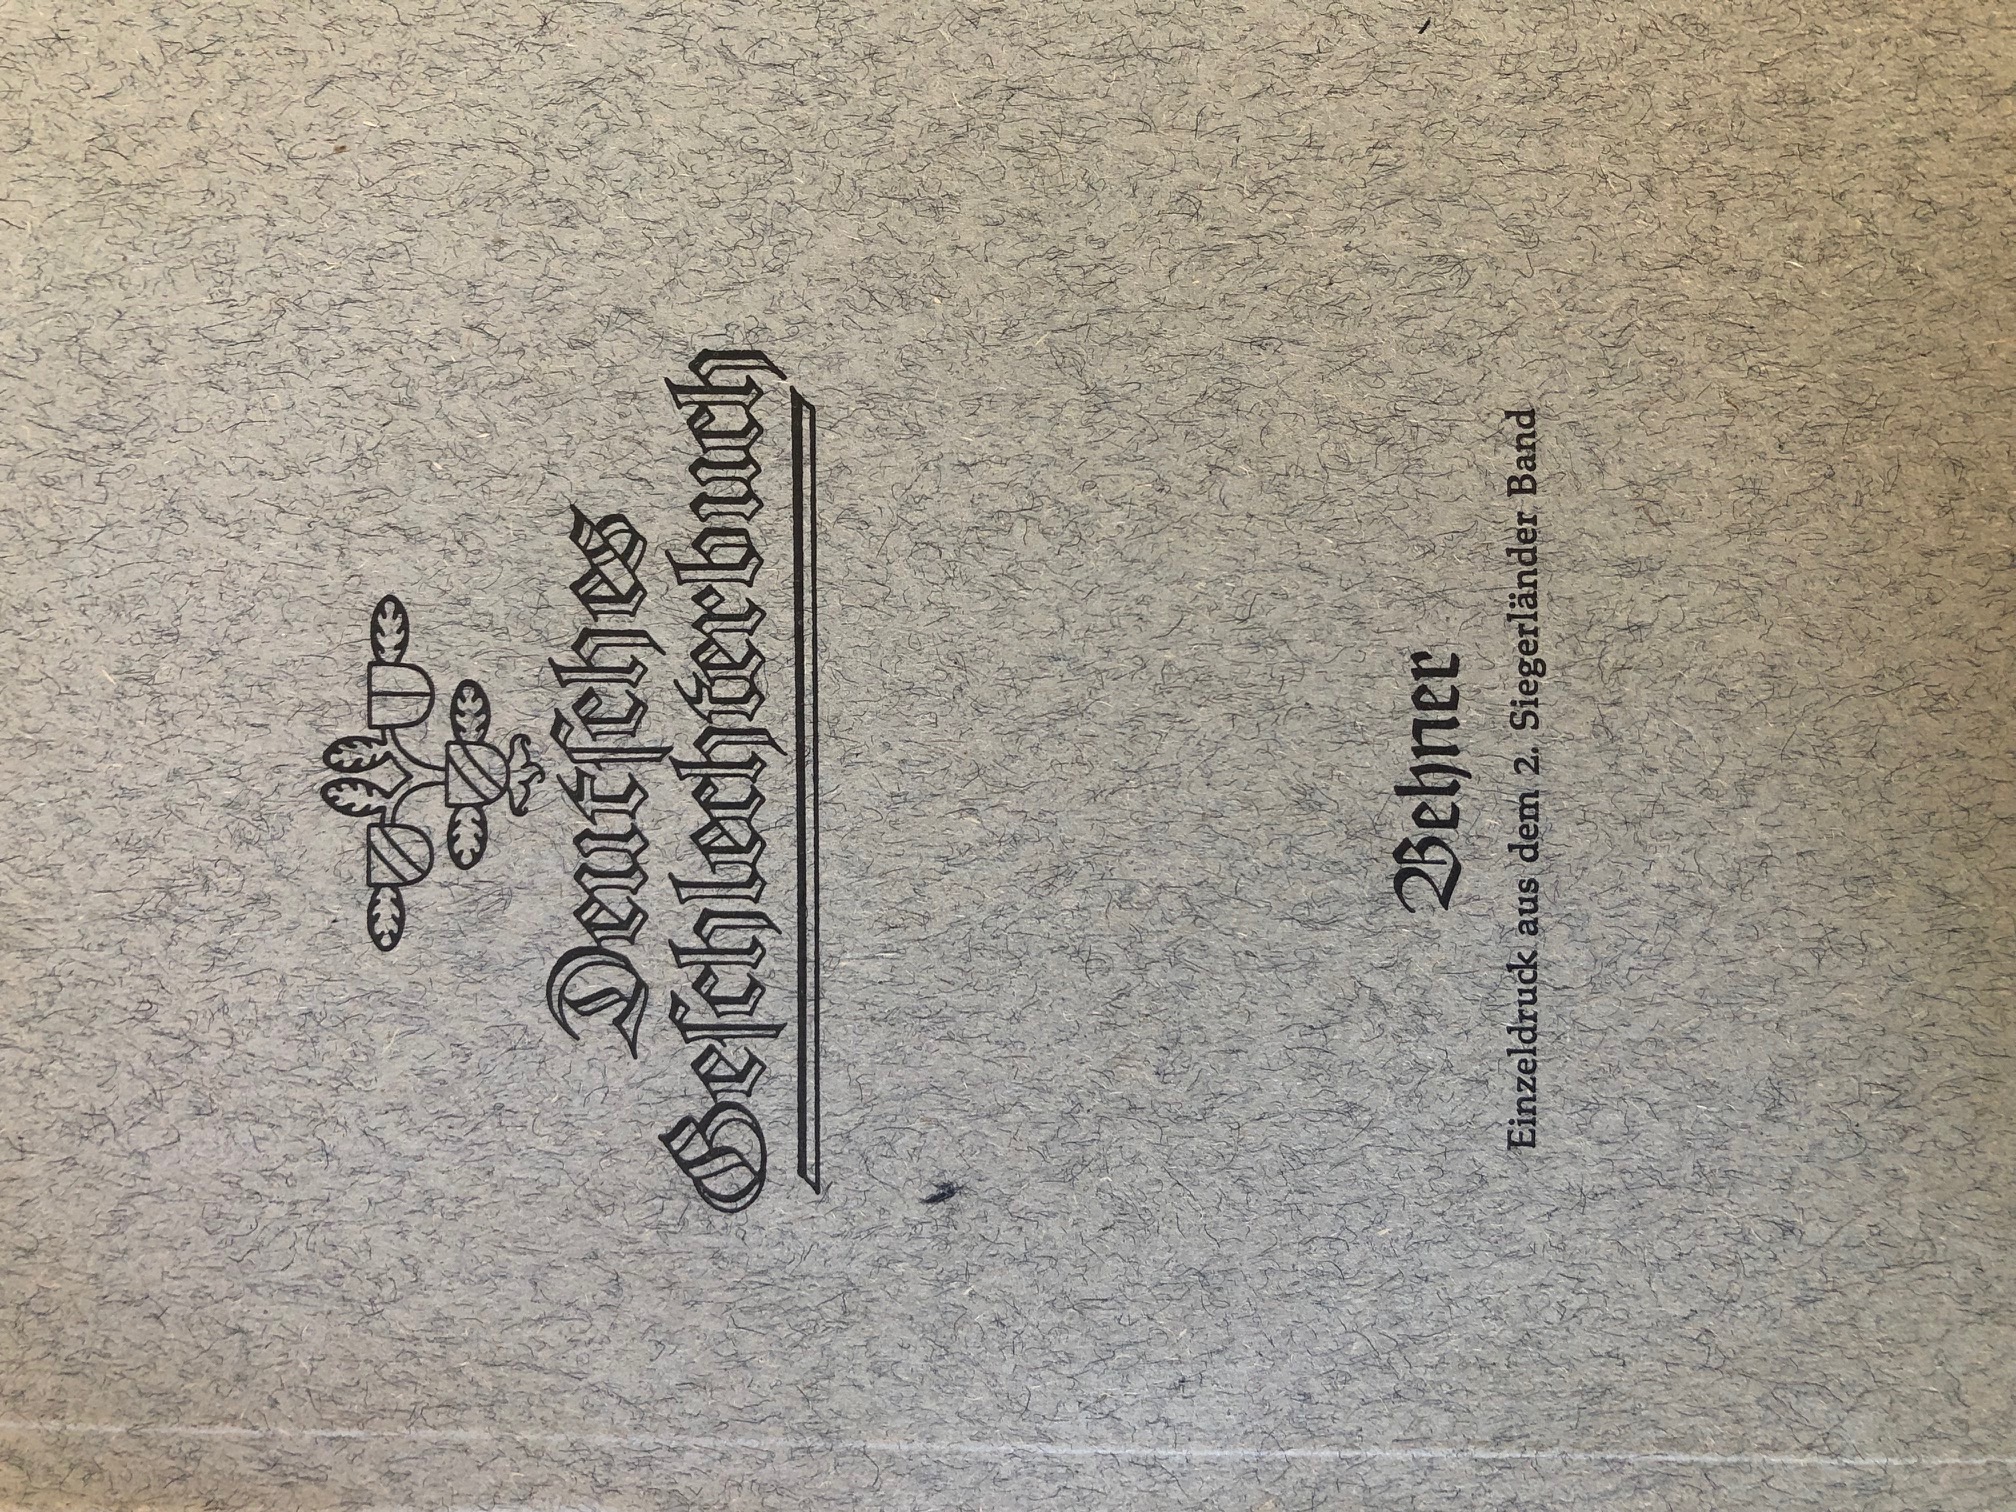 Deutſches
Geſchlechterbuch
Behner
Einzeldruck aus dem 2. Siegerländer Band